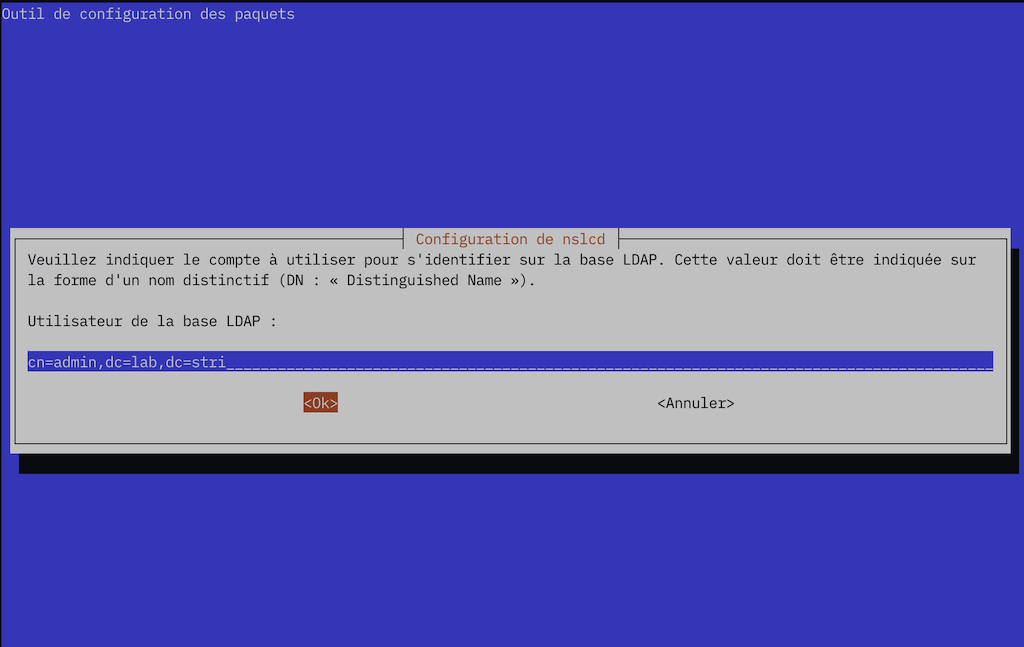 Outil de configuration des paquets
Configuration de nslcd
Veuillez indiquer le compte à utiliser pour s'identifier sur la base LDAP. Cette valeur doit être indiquée sur
la forme d'un nom distinctif (DN : « Distinguished Name »).
Utilisateur de la base LDAP :
cn=admin,dc=lab,dc=stri
<Ok> <Annuler>